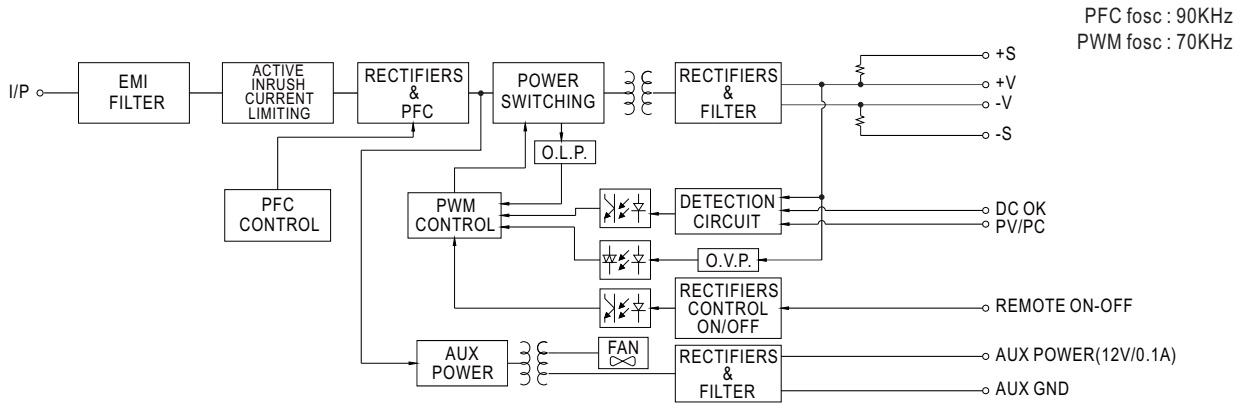 PFC fosc : 90KHz
PWM fosc : 70KHz
I/P
EMI
FILTER
ACTIVE
INRUSH
CURRENT
LIMITING
RECTIFIERS
&
PFC
POWER
SWITCHING
RECTIFIERS
&
FILTER
+S
+V
-V
-S
O.L.P.
PFC
CONTROL
PWM
CONTROL
DETECTION
CIRCUIT
DC OK
PV/PC
O.V.P.
RECTIFIERS
CONTROL
ON/OFF
REMOTE ON-OFF
AUX
POWER
FAN
RECTIFIERS
&
FILTER
AUX POWER(12V/0.1A)
AUX GND